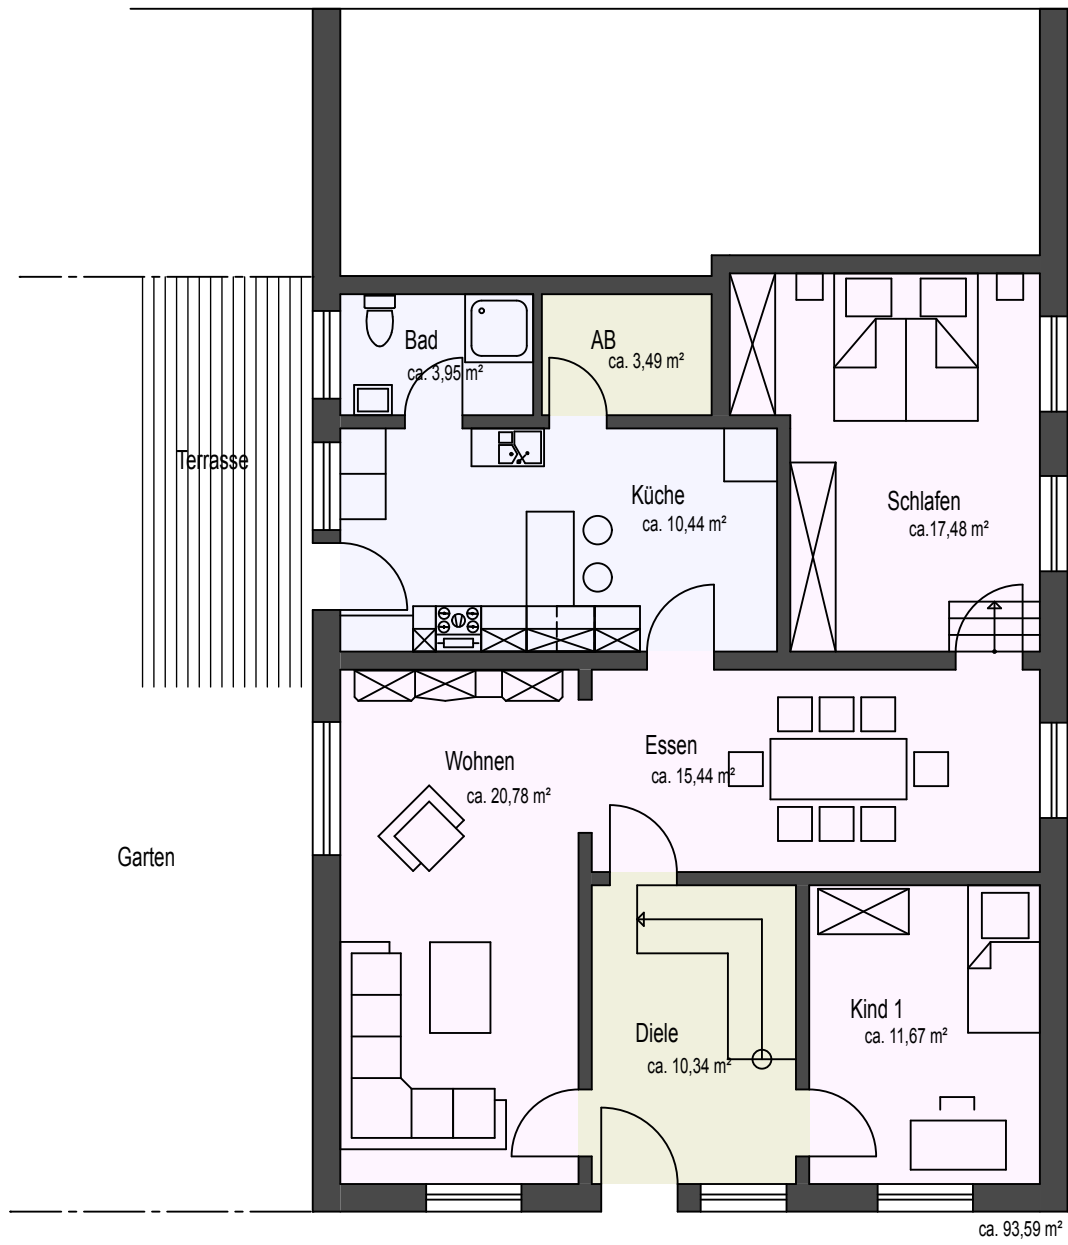 Bad
ca. 3,95 m²
AB
ca. 3,49 m²
Terrasse
Küche
ca. 10,44 m²
Schlafen
ca.17,48 m²
Wohnen
ca. 20,78 m²
Essen
ca. 15,44 m²
Garten
Diele
ca. 10,34 m²
Kind 1
ca. 11,67 m²
ca. 93,59 m²